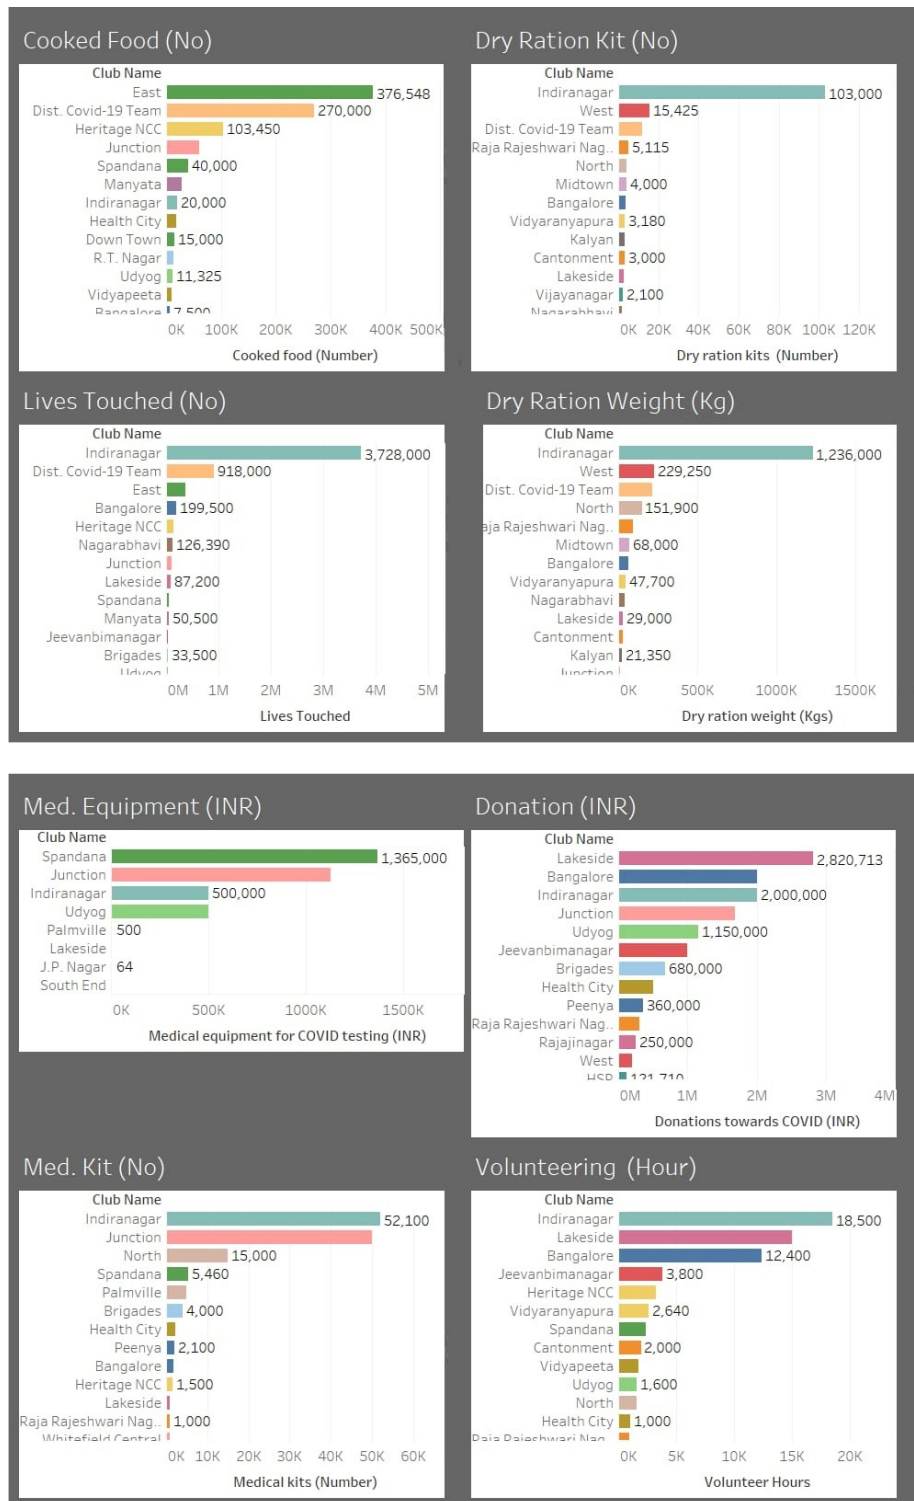 Cooked Food (No)
Club Name
East 376,548
Dist. Covid-19 Team 270,000
Heritage NCC 103,450
Junction
Spandana 40,000
Manyata
Indiranagar 20,000
Health City
Down Town 15,000
R.T. Nagar
Udyog 11,325
Vidyapeeta
Bangalore 7,500
0K 100K 200K 300K 400K 500K
Cooked food (Number)
Dry Ration Kit (No)
Club Name
Indiranagar 103,000
West 15,425
Dist. Covid-19 Team
Raja Rajeshwari Nag.. 5,115
North
Midtown 4,000
Bangalore
Vidyaranyapura 3,180
Kalyan
Cantonment 3,000
Lakeside
Vijayanagar 2,100
Nagarabhavi
0K 20K 40K 60K 80K 100K 120K
Dry ration kits (Number)
Lives Touched (No)
Club Name
Indiranagar 3,728,000
Dist. Covid-19 Team 918,000
East
Bangalore 199,500
Heritage NCC
Nagarabhavi 126,390
Junction
Lakeside 87,200
Spandana
Manyata 50,500
Jeevanbimanagar
Brigades 33,500
Udyog
0M 1M 2M 3M 4M 5M
Lives Touched
Dry Ration Weight (Kg)
Club Name
Indiranagar 1,236,000
West 229,250
Dist. Covid-19 Team
North 151,900
aja Rajeshwari Nag..
Midtown 68,000
Bangalore
Vidyaranyapura 47,700
Nagarabhavi
Lakeside 29,000
Cantonment
Kalyan 21,350
Junction
0K 500K 1000K 1500K
Dry ration weight (Kgs)
Med. Equipment (INR)
Club Name
Spandana 1,365,000
Junction
Indiranagar 500,000
Udyog
Palmville 500
Lakeside
J.P. Nagar 64
South End
0K 500K 1000K 1500K
Medical equipment for COVID testing (INR)
Donation (INR)
Club Name
Lakeside 2,820,713
Bangalore
Indiranagar 2,000,000
Junction
Udyog 1,150,000
Jeevanbimanagar
Brigades 680,000
Health City
Peenya 360,000
Raja Rajeshwari Nag..
Rajajinagar 250,000
West
HSR 121,710
0M 1M 2M 3M 4M
Donations towards COVID (INR)
Med. Kit (No)
Club Name
Indiranagar 52,100
Junction
North 15,000
Spandana 5,460
Palmville
Brigades 4,000
Health City
Peenya 2,100
Bangalore
Heritage NCC 1,500
Lakeside
Raja Rajeshwari Nag.. 1,000
Whitefield Central
0K 10K 20K 30K 40K 50K 60K
Medical kits (Number)
Volunteering (Hour)
Club Name
Indiranagar 18,500
Lakeside
Bangalore 12,400
Jeevanbimanagar 3,800
Heritage NCC
Vidyaranyapura 2,640
Spandana
Cantonment 2,000
Vidyapeeta
Udyog 1,600
North
Health City 1,000
Raja Rajeshwari Nag
0K 5K 10K 15K 20K
Volunteer Hours